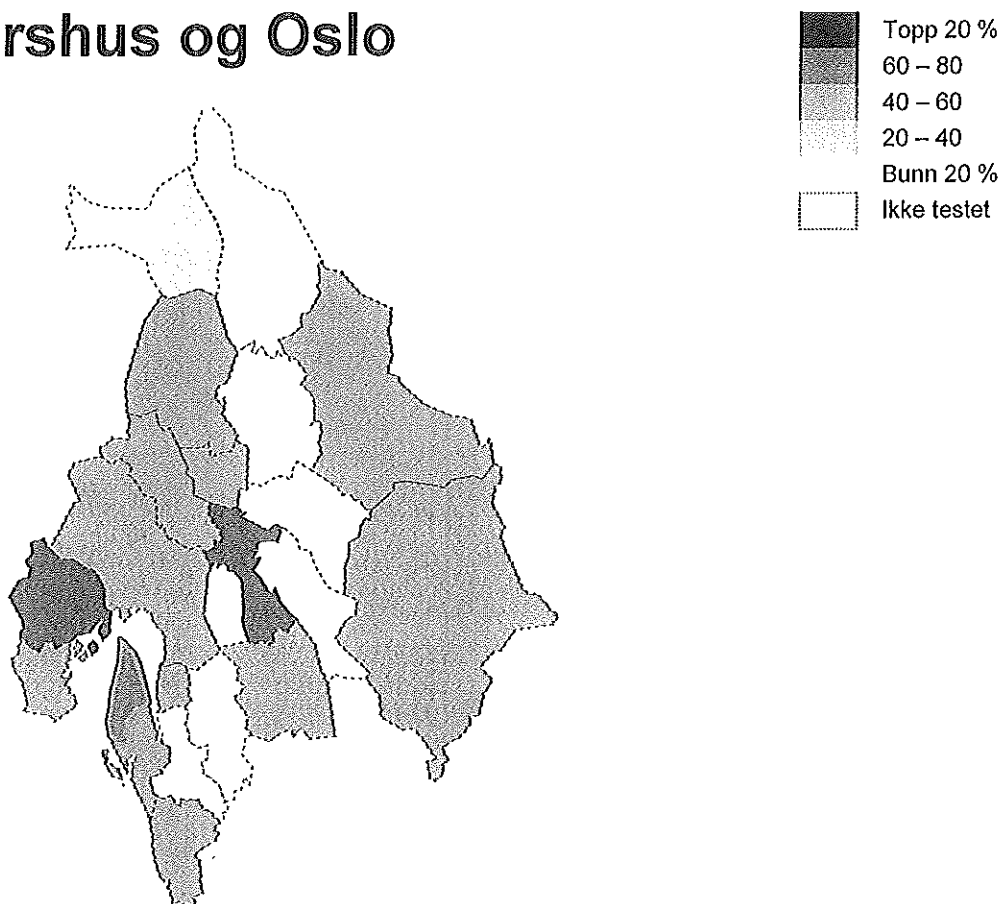 rshus og Oslo
Topp 20 %
60 – 80
40 – 60
20 – 40
Bunn 20 %
Ikke testet